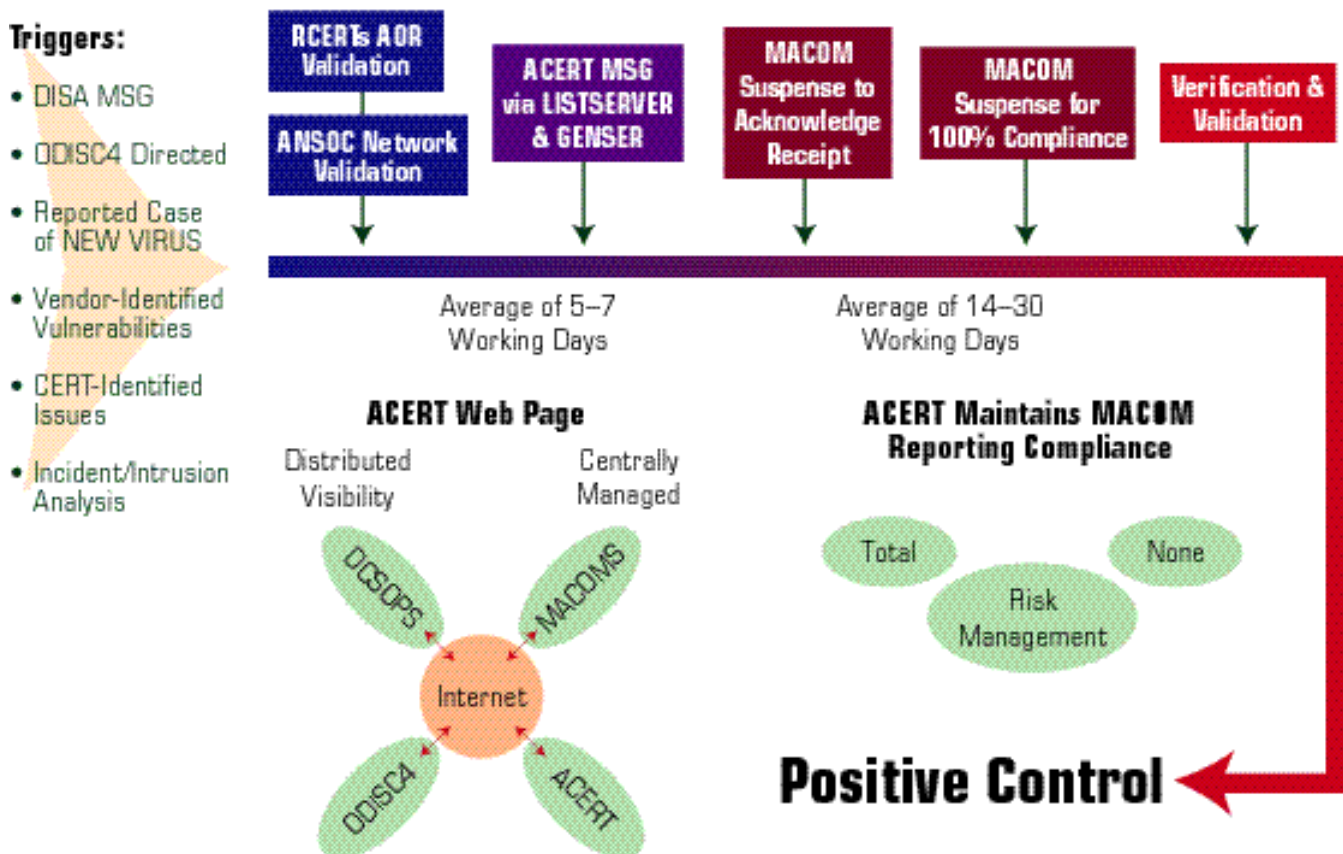 Triggers:
• DISA MSG
• ODISC4 Directed
• Reported Case
of NEW VIRUS
• Vendor-Identified
Vulnerabilities
• CERT-Identified
Issues
• Incident/Intrusion
Analysis
RCERTs AOR
Validation
ANSOC Network
Validation
ACERT MSG
via LISTSERVER
& GENSER
MACOM
Suspense to
Acknowledge
Receipt
MACOM
Suspense for
100% Compliance
Verification &
Validation
Average of 5–7
Working Days
Average of 14–30
Working Days
ACERT Web Page
Distributed
Visibility
Centrally
Managed
DCSOPS
MACOMS
Internet
ODISC4
ACERT
ACERT Maintains MACOM
Reporting Compliance
Total
None
Risk
Management
Positive Control